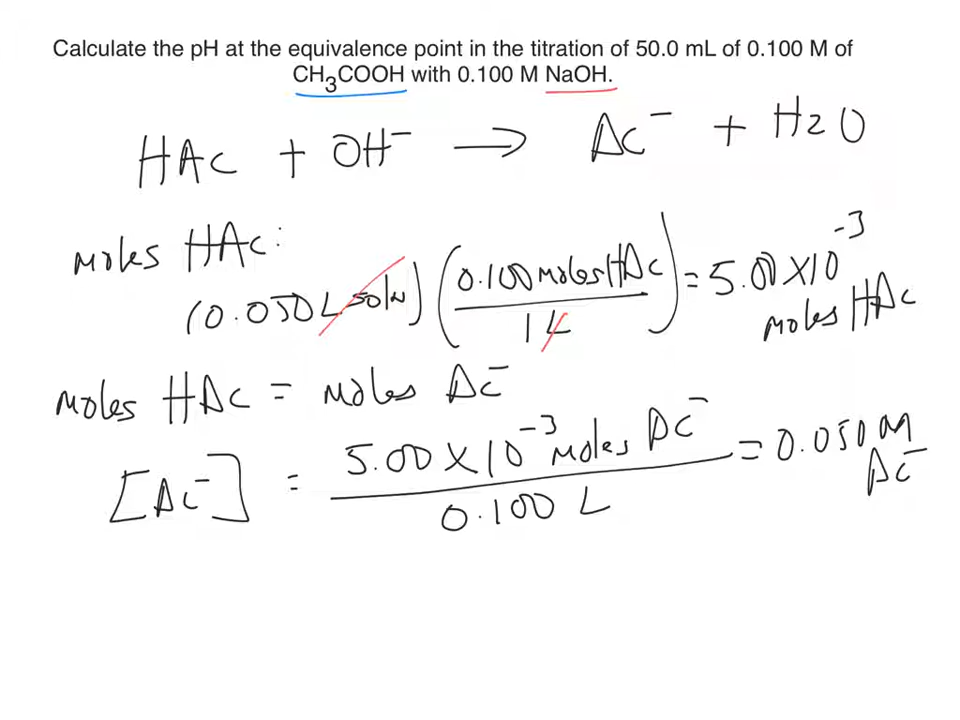 Calculate the pH at the equivalence point in the titration of 50.0 mL of 0.100 M of
CH₃COOH with 0.100 M NaOH.
HAc + OH⁻ → Ac⁻ + H2O
moles HAc:
(0.050 L soln) (0.100 moles HAc / 1 L) = 5.00 X 10⁻³ moles HAc
moles HAc = moles Ac⁻
[Ac⁻] = 5.00 X 10⁻³ moles Ac⁻ / 0.100 L = 0.050 M Ac⁻